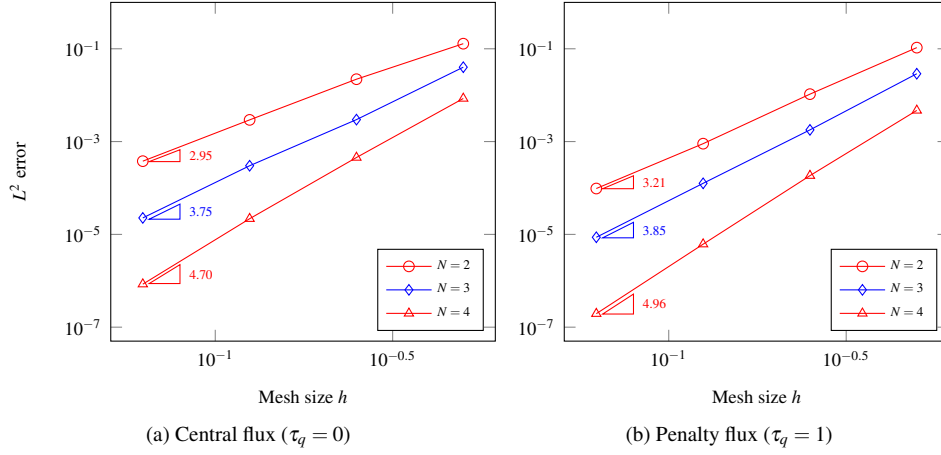 10^{-1}
10^{-3}
10^{-5}
10^{-7}
L^2 error
2.95
3.75
4.70
N = 2
N = 3
N = 4
10^{-1}
10^{-0.5}
Mesh size h
(a) Central flux (τ_q = 0)
10^{-1}
10^{-3}
10^{-5}
10^{-7}
3.21
3.85
4.96
N = 2
N = 3
N = 4
10^{-1}
10^{-0.5}
Mesh size h
(b) Penalty flux (τ_q = 1)